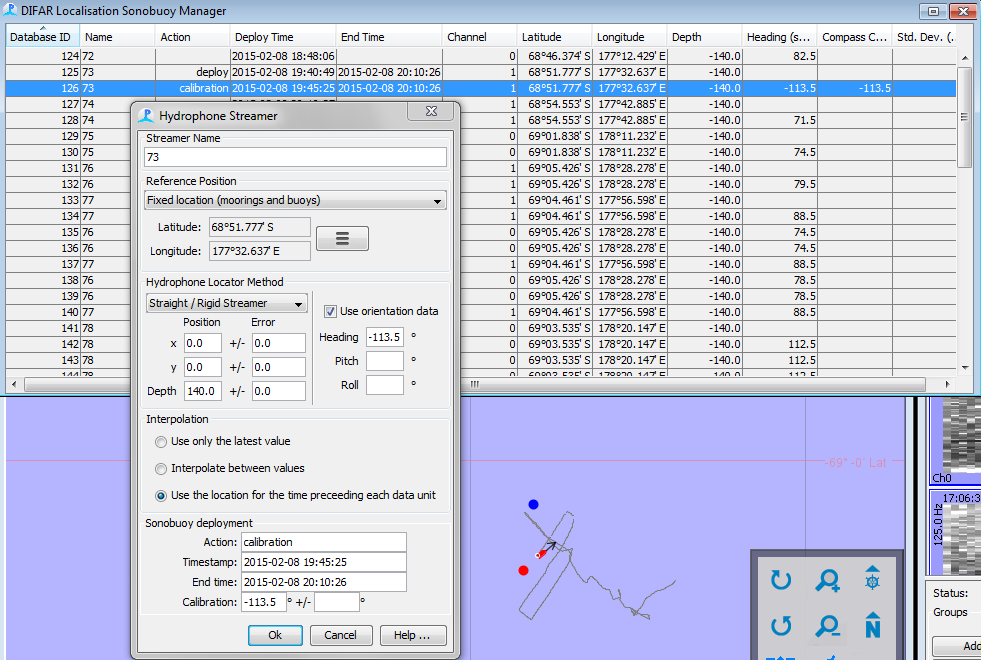 DIFAR Localisation Sonobuoy Manager
Database ID Name Action Deploy Time End Time Channel Latitude Longitude Depth Heading (s... Compass C... Std. Dev. (..
124 72 2015-02-08 18:48:06 0 68°46.374' S 177°12.429' E -140.0 82.5
125 73 deploy 2015-02-08 19:40:49 2015-02-08 20:10:26 1 68°51.777' S 177°32.637' E -140.0
126 73 calibration 2015-02-08 19:45:25 2015-02-08 20:10:26 1 68°51.777' S 177°32.637' E -140.0 -113.5 -113.5
127 74 1 68°54.553' S 177°42.885' E -140.0
128 74 1 68°54.553' S 177°42.885' E -140.0 71.5
129 75 0 69°01.838' S 178°11.232' E -140.0
130 75 0 69°01.838' S 178°11.232' E -140.0 74.5
131 76 1 69°05.426' S 178°28.278' E -140.0
132 76 1 69°05.426' S 178°28.278' E -140.0 79.5
133 77 1 69°04.461' S 177°56.598' E -140.0
134 77 1 69°04.461' S 177°56.598' E -140.0 88.5
135 76 0 69°05.426' S 178°28.278' E -140.0 74.5
136 76 0 69°05.426' S 178°28.278' E -140.0 74.5
137 77 1 69°04.461' S 177°56.598' E -140.0 88.5
138 76 0 69°05.426' S 178°28.278' E -140.0 78.5
139 76 0 69°05.426' S 178°28.278' E -140.0 78.5
140 77 1 69°04.461' S 177°56.598' E -140.0 88.5
141 78 0 69°03.535' S 178°20.147' E -140.0
142 78 0 69°03.535' S 178°20.147' E -140.0 112.5
143 78 0 69°03.535' S 178°20.147' E -140.0 112.5
144 78 0 69°03.535' S 178°20.147' E -140.0 112.5
Hydrophone Streamer
Streamer Name
73
Reference Position
Fixed location (moorings and buoys)
Latitude: 68°51.777' S
Longitude: 177°32.637' E
Hydrophone Locator Method
Straight / Rigid Streamer
Position Error
x 0.0 +/- 0.0
y 0.0 +/- 0.0
Depth 140.0 +/- 0.0
Use orientation data
Heading -113.5 °
Pitch °
Roll °
Interpolation
Use only the latest value
Interpolate between values
Use the location for the time preceeding each data unit
Sonobuoy deployment
Action: calibration
Timestamp: 2015-02-08 19:45:25
End time: 2015-02-08 20:10:26
Calibration: -113.5 ° +/- °
Ok Cancel Help ...
-69° -0' Lat
N
Ch0
17:06:3
125.0 Hz
Status:
Groups
Add